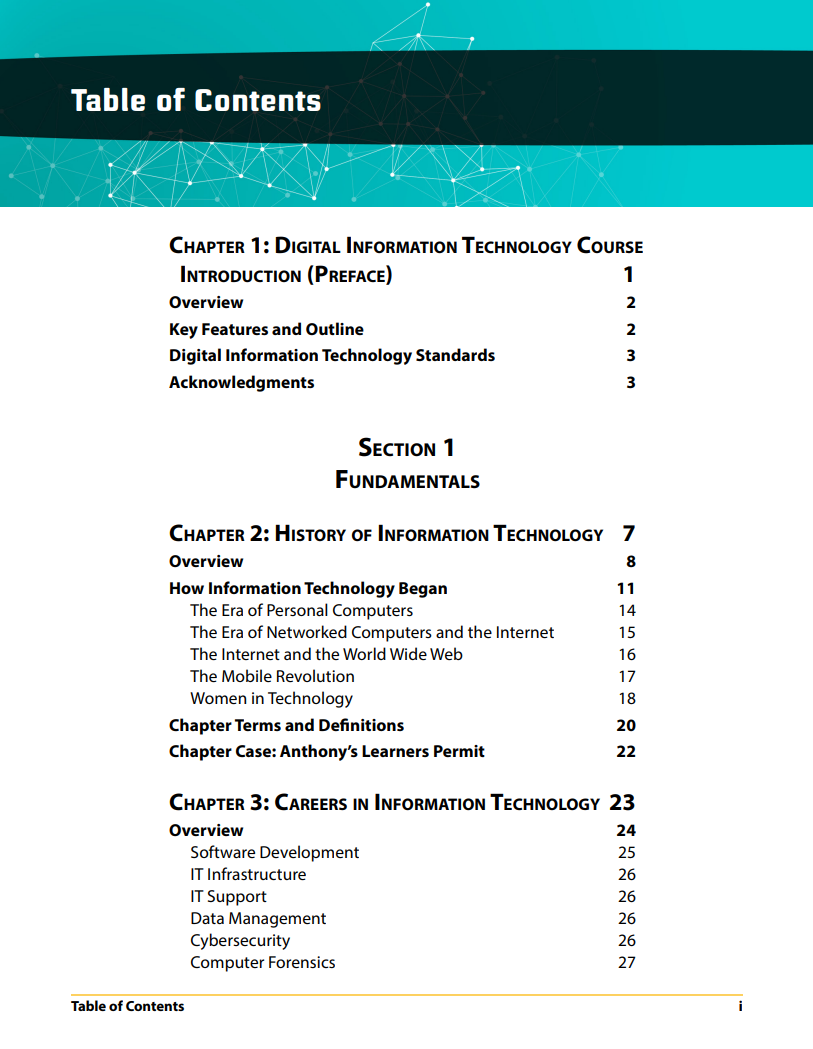 Table of Contents
Chapter 1: Digital Information Technology Course
Introduction (Preface) 1
Overview 2
Key Features and Outline 2
Digital Information Technology Standards 3
Acknowledgments 3
Section 1
Fundamentals
Chapter 2: History of Information Technology 7
Overview 8
How Information Technology Began 11
The Era of Personal Computers 14
The Era of Networked Computers and the Internet 15
The Internet and the World Wide Web 16
The Mobile Revolution 17
Women in Technology 18
Chapter Terms and Definitions 20
Chapter Case: Anthony’s Learners Permit 22
Chapter 3: Careers in Information Technology 23
Overview 24
Software Development 25
IT Infrastructure 26
IT Support 26
Data Management 26
Cybersecurity 26
Computer Forensics 27
Table of Contents i